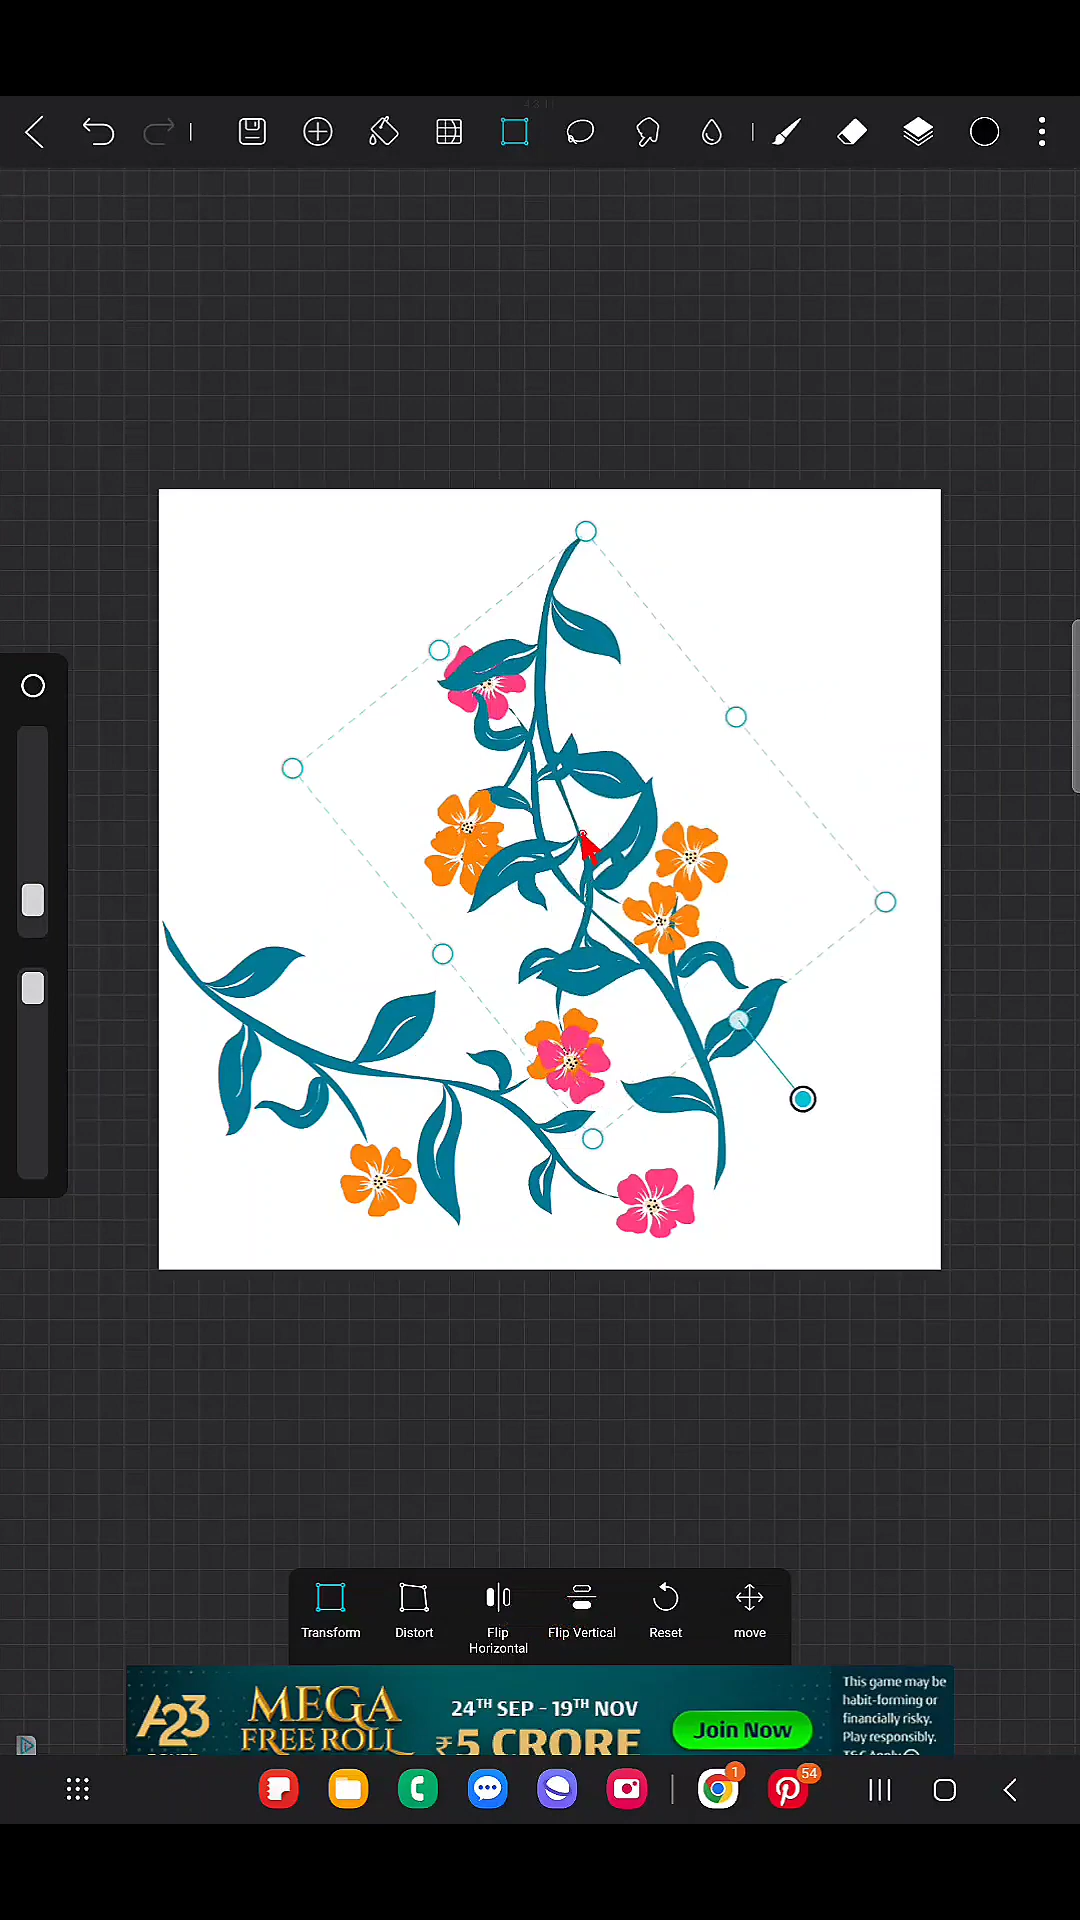 Transform
Distort
Flip
Horizontal
Flip Vertical
Reset
move
A23
MEGA
FREE ROLL
24TH SEP - 19TH NOV
₹5 CRORE
Join Now
This game may be
habit-forming or
financially risky.
Play responsibly.
1
54